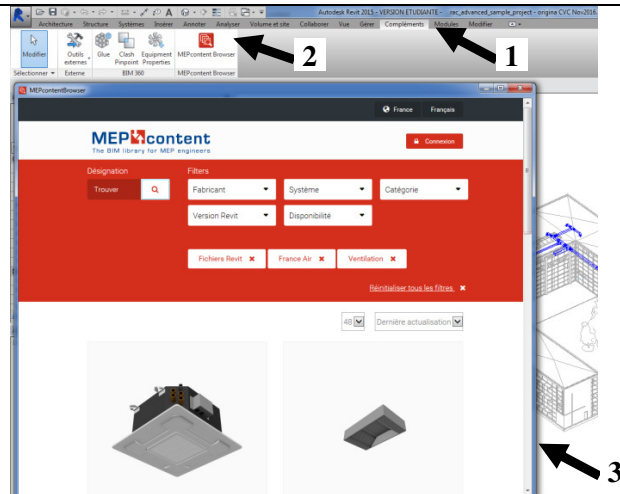 Autodesk Revit 2015 - VERSION ETUDIANTE - rac_advanced_sample_project - origina CVC Nov2016.
Architecture Structure Systèmes Insérer Annoter Analyser Volume et site Collaborer Vue Gérer Compléments Modules Modifier
1
2
Modifier
Outils externes
Glue
Clash Pinpoint
Equipment Properties
MEPcontent Browser
Sélectionner Externe BIM 360 MEPcontent Browser
MEPcontentBrowser
France Français
MEPcontent
The BIM library for MEP engineers
Connexion
Désignation Filters
Trouver Fabricant Système Catégorie
Version Revit Disponibilité
Fichiers Revit × France Air × Ventilation ×
Réinitialiser tous les filtres ×
48 Dernière actualisation
3